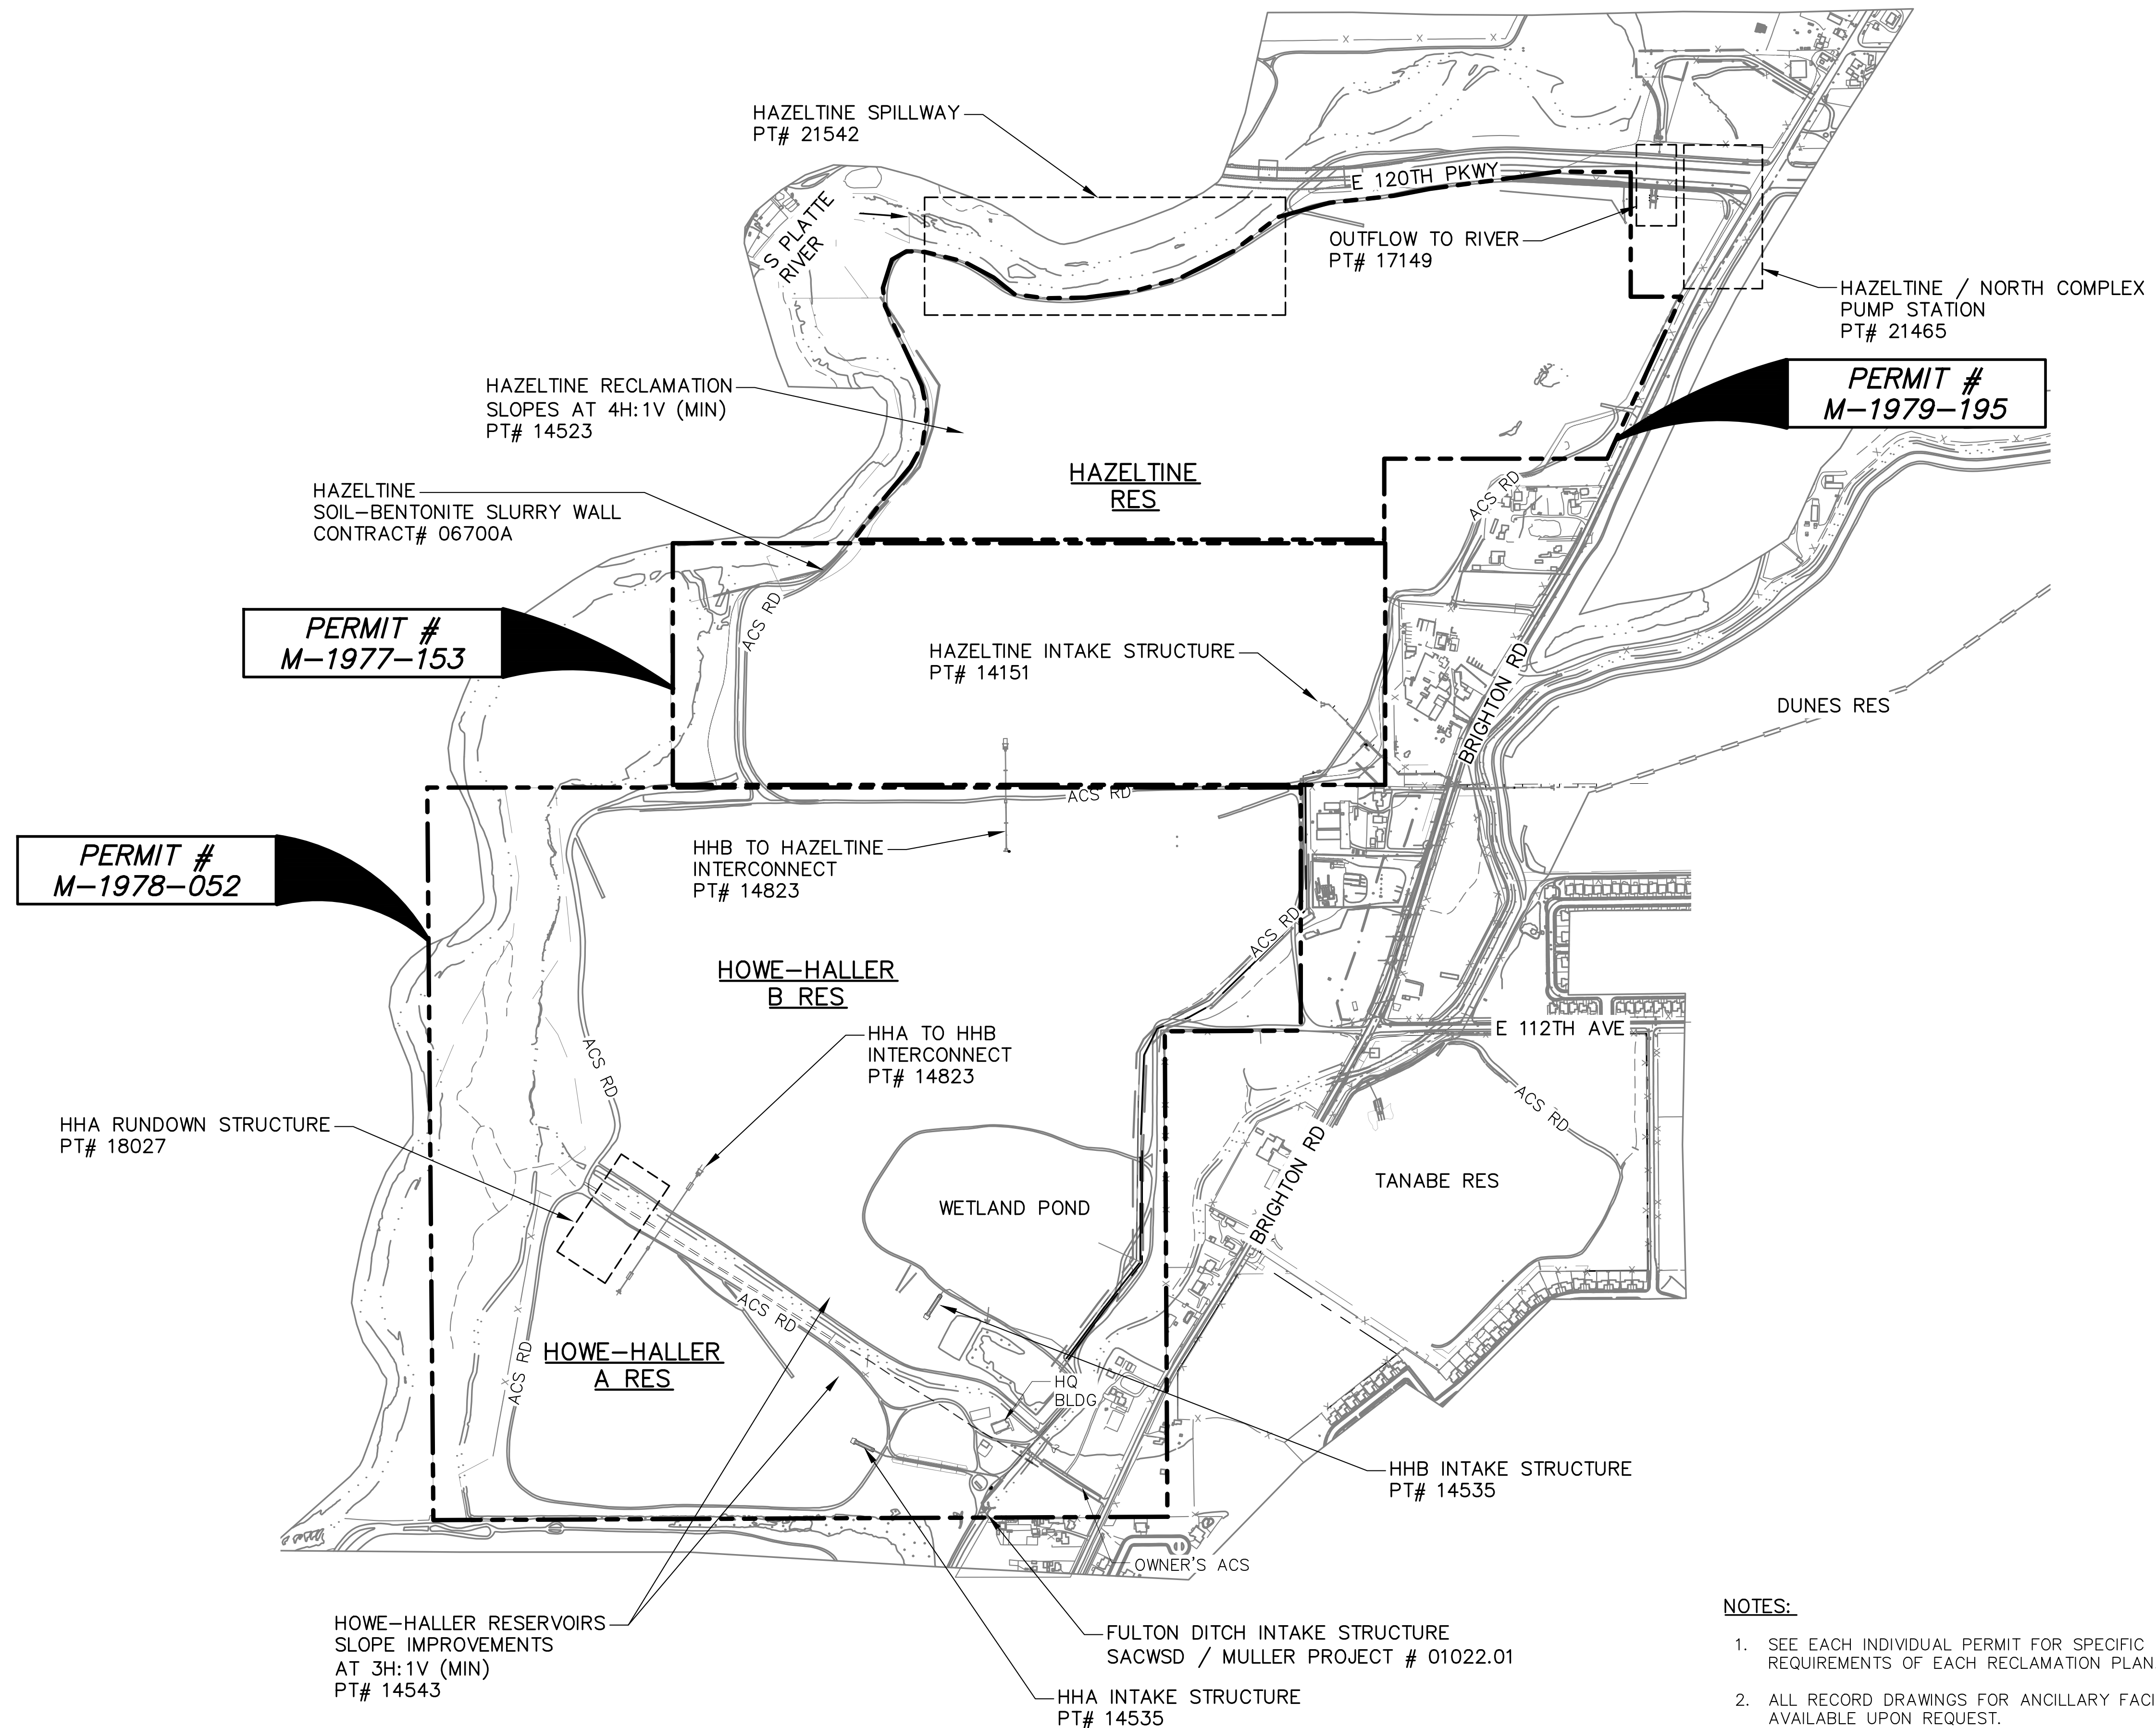 HAZELTINE SPILLWAY
PT# 21542
E 120TH PKWY
S PLATTE
RIVER
OUTFLOW TO RIVER
PT# 17149
HAZELTINE / NORTH COMPLEX
PUMP STATION
PT# 21465
PERMIT #
M-1979-195
HAZELTINE RECLAMATION
SLOPES AT 4H:1V (MIN)
PT# 14523
HAZELTINE
RES
ACS RD
HAZELTINE
SOIL-BENTONITE SLURRY WALL
CONTRACT# 06700A
ACS RD
PERMIT #
M-1977-153
HAZELTINE INTAKE STRUCTURE
PT# 14151
BRIGHTON RD
DUNES RES
ACS RD
HHB TO HAZELTINE
INTERCONNECT
PT# 14823
PERMIT #
M-1978-052
ACS RD
HOWE-HALLER
B RES
E 112TH AVE
HHA TO HHB
INTERCONNECT
PT# 14823
ACS RD
ACS RD
HHA RUNDOWN STRUCTURE
PT# 18027
BRIGHTON RD
TANABE RES
WETLAND POND
ACS RD
HOWE-HALLER
A RES
ACS RD
HQ
BLDG
HHB INTAKE STRUCTURE
PT# 14535
OWNER'S ACS
HOWE-HALLER RESERVOIRS
SLOPE IMPROVEMENTS
AT 3H:1V (MIN)
PT# 14543
FULTON DITCH INTAKE STRUCTURE
SACWSD / MULLER PROJECT # 01022.01
HHA INTAKE STRUCTURE
PT# 14535
NOTES:
1. SEE EACH INDIVIDUAL PERMIT FOR SPECIFIC
REQUIREMENTS OF EACH RECLAMATION PLAN
2. ALL RECORD DRAWINGS FOR ANCILLARY FACI
AVAILABLE UPON REQUEST.